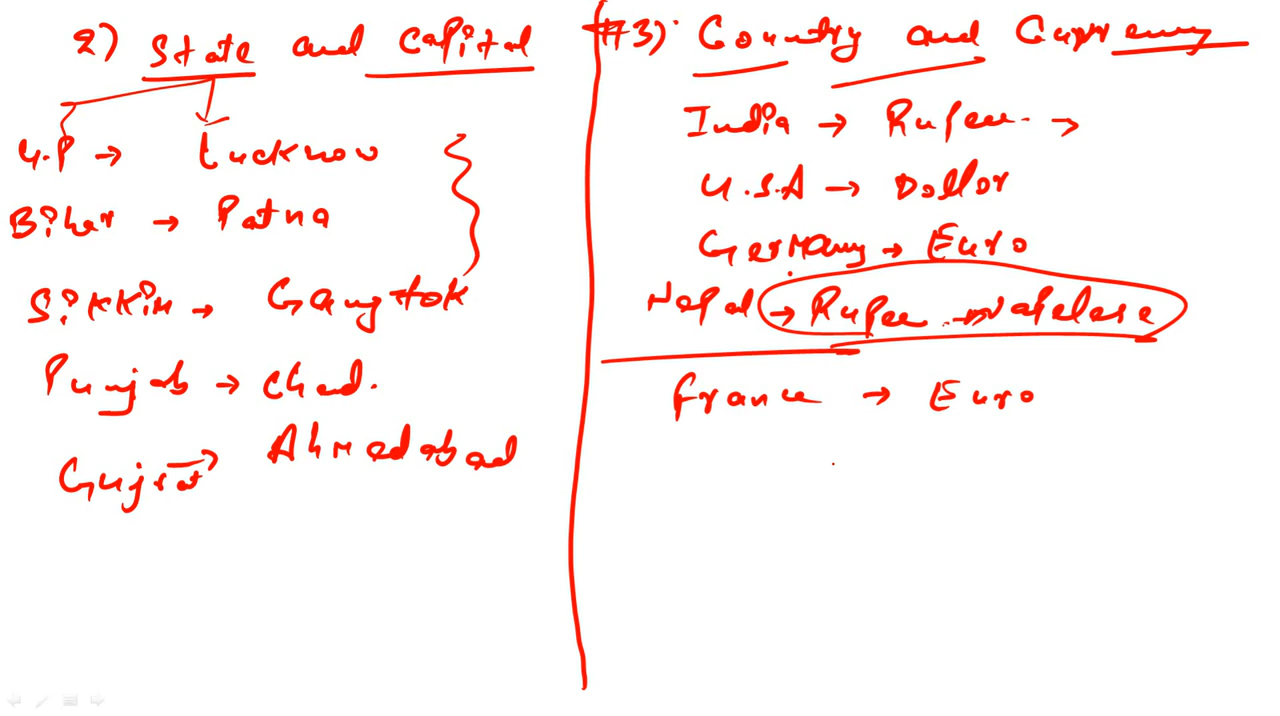 2) State and Capital
U.P → Lucknow
Bihar → Patna
Sikkim → Gangtok
Punjab → Chad.
Gujrat → Ahmedabad
#3) Country and Currency
India → Rupee →
U.S.A → Dollor
Germany → Euro
Nepal → Rupee →
France → Euro